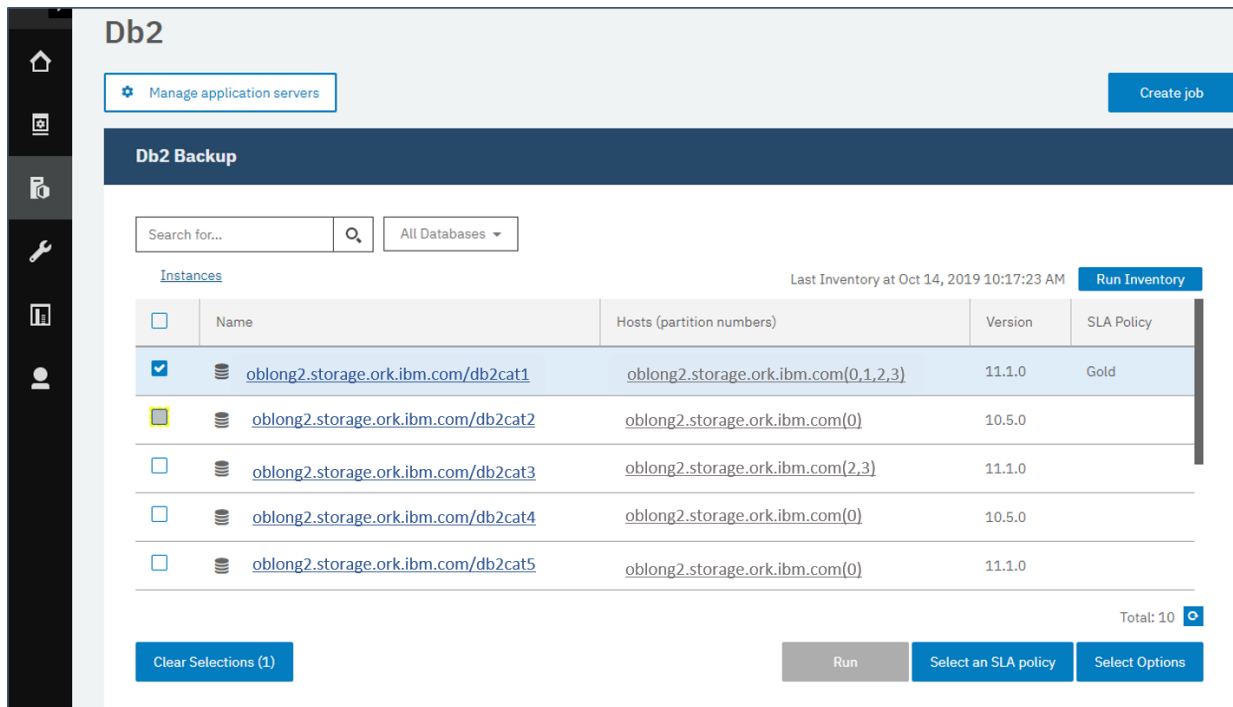 Db2
Manage application servers
Create job
Db2 Backup
Search for...
All Databases
Instances
Last Inventory at Oct 14, 2019 10:17:23 AM
Run Inventory
Name Hosts (partition numbers) Version SLA Policy
oblong2.storage.ork.ibm.com/db2cat1 oblong2.storage.ork.ibm.com(0,1,2,3) 11.1.0 Gold
oblong2.storage.ork.ibm.com/db2cat2 oblong2.storage.ork.ibm.com(0) 10.5.0
oblong2.storage.ork.ibm.com/db2cat3 oblong2.storage.ork.ibm.com(2,3) 11.1.0
oblong2.storage.ork.ibm.com/db2cat4 oblong2.storage.ork.ibm.com(0) 10.5.0
oblong2.storage.ork.ibm.com/db2cat5 oblong2.storage.ork.ibm.com(0) 11.1.0
Total: 10
Clear Selections (1)
Run
Select an SLA policy
Select Options